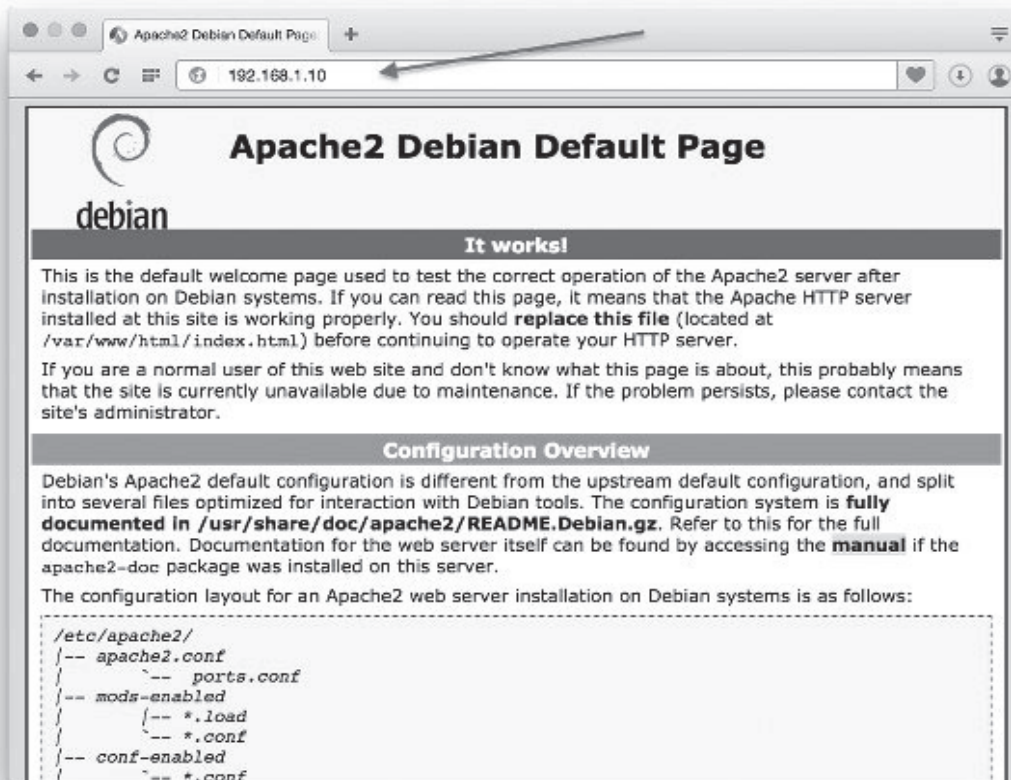 Apache2 Debian Default Page:
192.168.1.10
Apache2 Debian Default Page
debian
It works!
This is the default welcome page used to test the correct operation of the Apache2 server after
installation on Debian systems. If you can read this page, it means that the Apache HTTP server
installed at this site is working properly. You should replace this file (located at
/var/www/html/index.html) before continuing to operate your HTTP server.
If you are a normal user of this web site and don't know what this page is about, this probably means
that the site is currently unavailable due to maintenance. If the problem persists, please contact the
site's administrator.
Configuration Overview
Debian's Apache2 default configuration is different from the upstream default configuration, and split
into several files optimized for interaction with Debian tools. The configuration system is fully
documented in /usr/share/doc/apache2/README.Debian.gz. Refer to this for the full
documentation. Documentation for the web server itself can be found by accessing the manual if the
apache2-doc package was installed on this server.
The configuration layout for an Apache2 web server installation on Debian systems is as follows:
/etc/apache2/
|-- apache2.conf
|       `--  ports.conf
|-- mods-enabled
|       |-- *.load
|       `-- *.conf
|-- conf-enabled
|       `-- *.conf